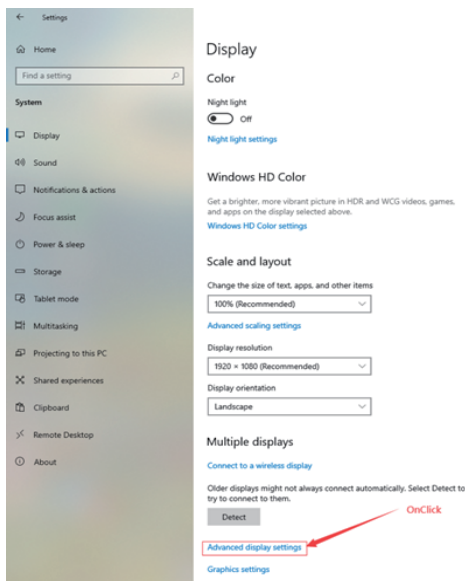 Settings
Home
Find a setting
System
Display
Sound
Notifications & actions
Focus assist
Power & sleep
Storage
Tablet mode
Multitasking
Projecting to this PC
Shared experiences
Clipboard
Remote Desktop
About
Display
Color
Night light
Off
Night light settings
Windows HD Color
Get a brighter, more vibrant picture in HDR and WCG videos, games,
and apps on the display selected above.
Windows HD Color settings
Scale and layout
Change the size of text, apps, and other items
100% (Recommended)
Advanced scaling settings
Display resolution
1920 × 1080 (Recommended)
Display orientation
Landscape
Multiple displays
Connect to a wireless display
Older displays might not always connect automatically. Select Detect to
try to connect to them.
Detect
OnClick
Advanced display settings
Graphics settings